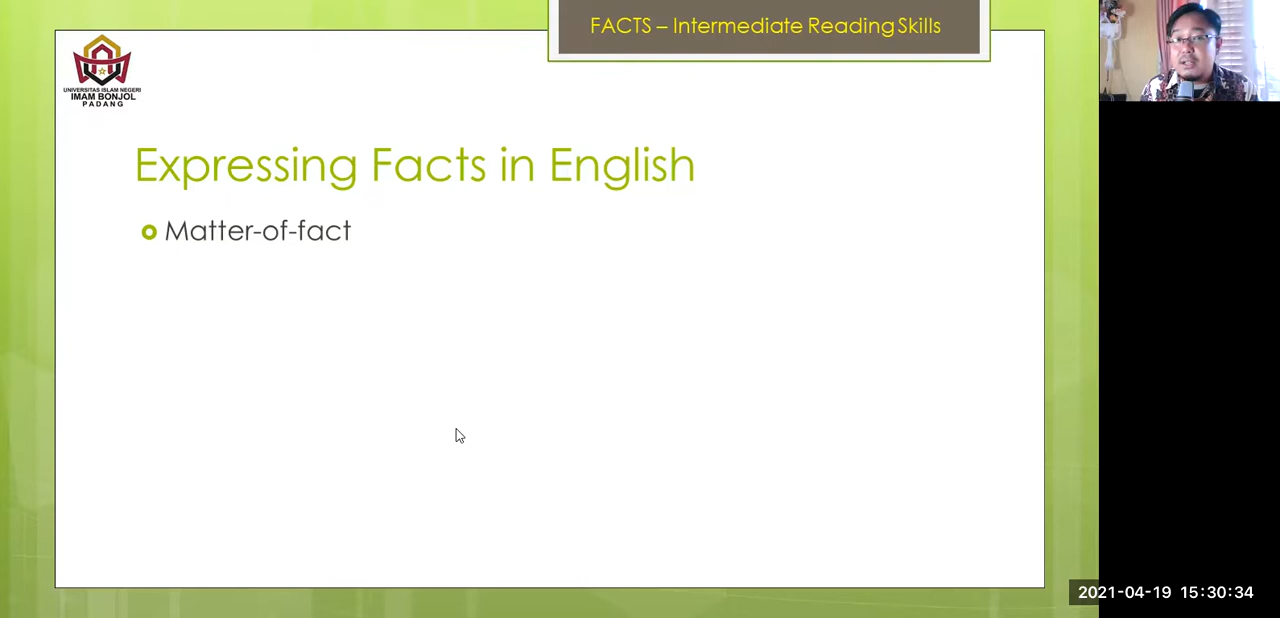 FACTS – Intermediate Reading Skills
UNIVERSITAS ISLAM NEGERI
IMAM BONJOL
PADANG
Expressing Facts in English
Matter-of-fact
2021-04-19 15:30:34